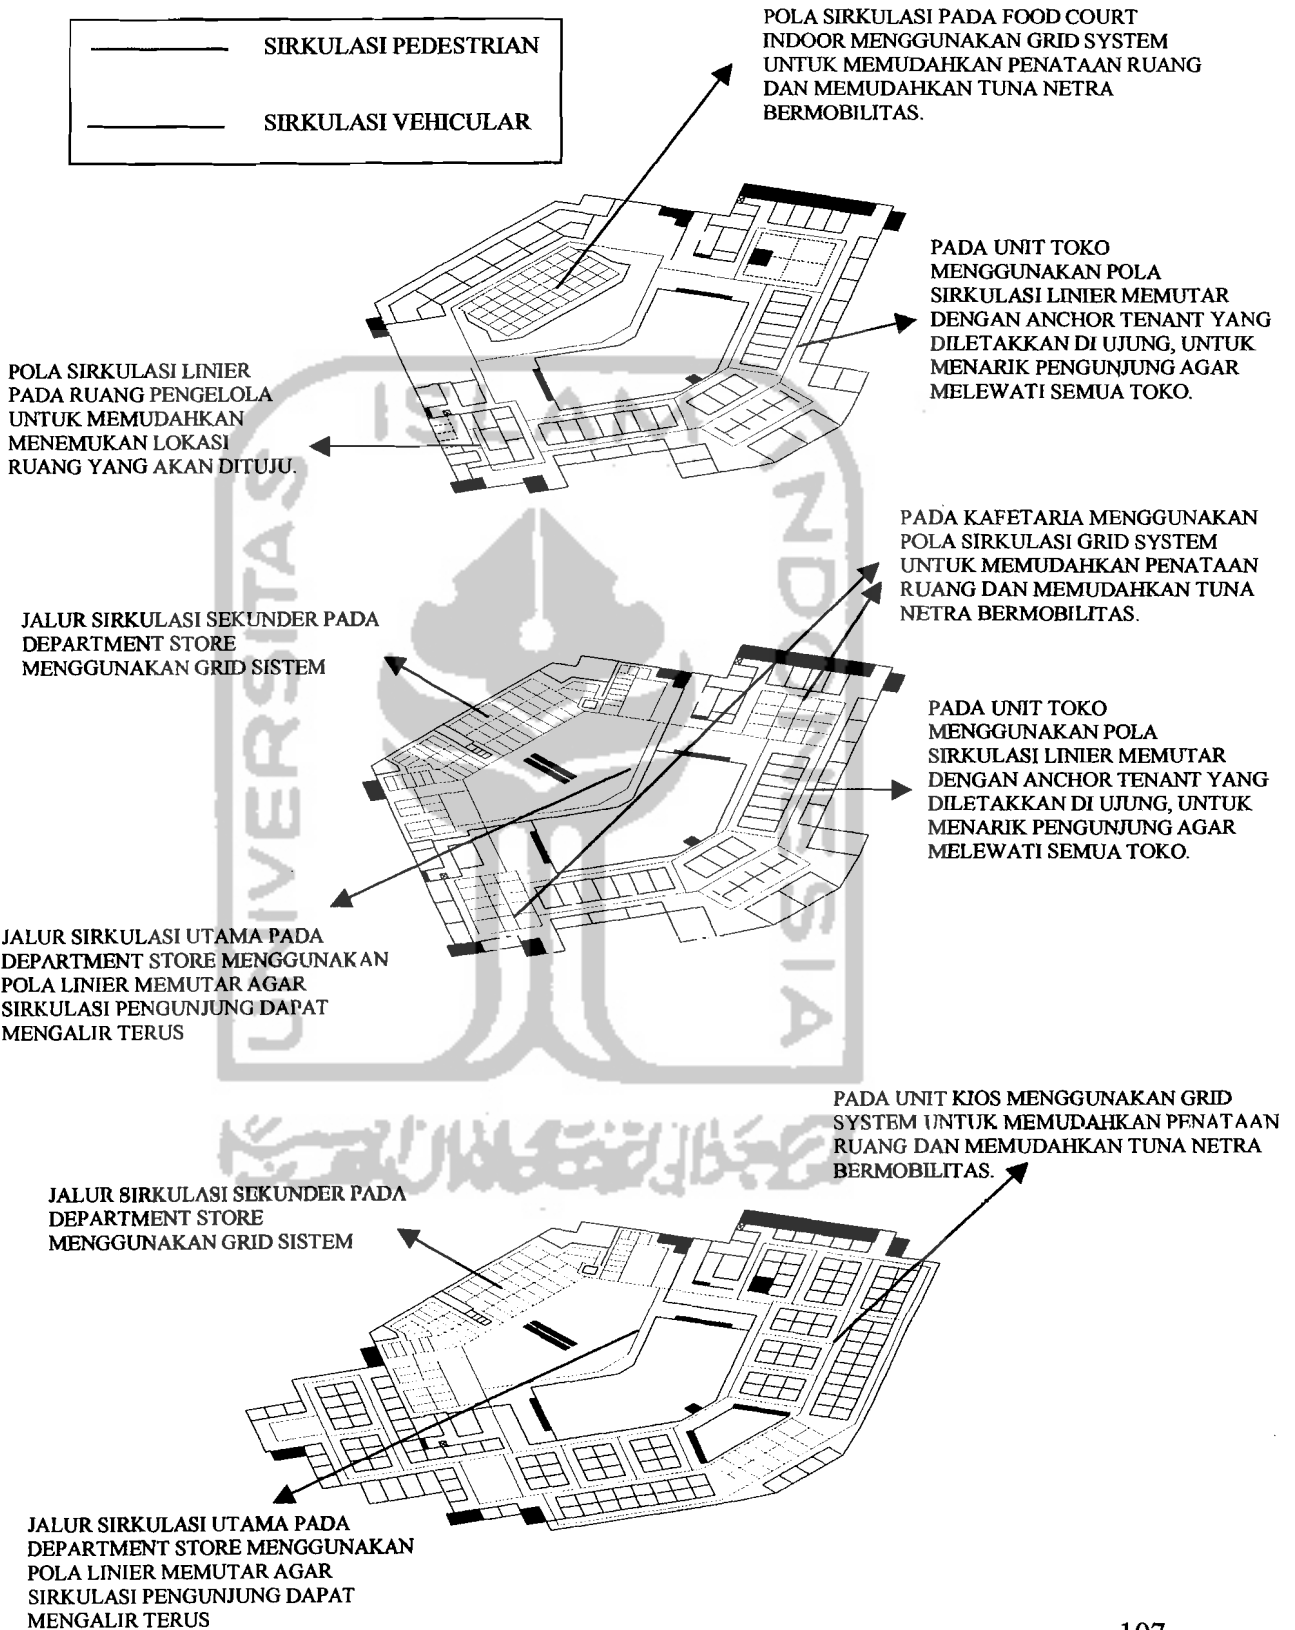 SIRKULASI PEDESTRIAN
SIRKULASI VEHICULAR
POLA SIRKULASI PADA FOOD COURT
INDOOR MENGGUNAKAN GRID SYSTEM
UNTUK MEMUDAHKAN PENATAAN RUANG
DAN MEMUDAHKAN TUNA NETRA
BERMOBILITAS.
PADA UNIT TOKO
MENGGUNAKAN POLA
SIRKULASI LINIER MEMUTAR
DENGAN ANCHOR TENANT YANG
DILETAKKAN DI UJUNG, UNTUK
MENARIK PENGUNJUNG AGAR
MELEWATI SEMUA TOKO.
POLA SIRKULASI LINIER
PADA RUANG PENGELOLA
UNTUK MEMUDAHKAN
MENEMUKAN LOKASI
RUANG YANG AKAN DITUJU.
PADA KAFETARIA MENGGUNAKAN
POLA SIRKULASI GRID SYSTEM
UNTUK MEMUDAHKAN PENATAAN
RUANG DAN MEMUDAHKAN TUNA
NETRA BERMOBILITAS.
JALUR SIRKULASI SEKUNDER PADA
DEPARTMENT STORE
MENGGUNAKAN GRID SISTEM
PADA UNIT TOKO
MENGGUNAKAN POLA
SIRKULASI LINIER MEMUTAR
DENGAN ANCHOR TENANT YANG
DILETAKKAN DI UJUNG, UNTUK
MENARIK PENGUNJUNG AGAR
MELEWATI SEMUA TOKO.
JALUR SIRKULASI UTAMA PADA
DEPARTMENT STORE MENGGUNAKAN
POLA LINIER MEMUTAR AGAR
SIRKULASI PENGUNJUNG DAPAT
MENGALIR TERUS
PADA UNIT KIOS MENGGUNAKAN GRID
SYSTEM UNTUK MEMUDAHKAN PENATAAN
RUANG DAN MEMUDAHKAN TUNA NETRA
BERMOBILITAS.
JALUR SIRKULASI SEKUNDER PADA
DEPARTMENT STORE
MENGGUNAKAN GRID SISTEM
JALUR SIRKULASI UTAMA PADA
DEPARTMENT STORE MENGGUNAKAN
POLA LINIER MEMUTAR AGAR
SIRKULASI PENGUNJUNG DAPAT
MENGALIR TERUS
UNIVERSITAS
ISLAM
INDONESIA